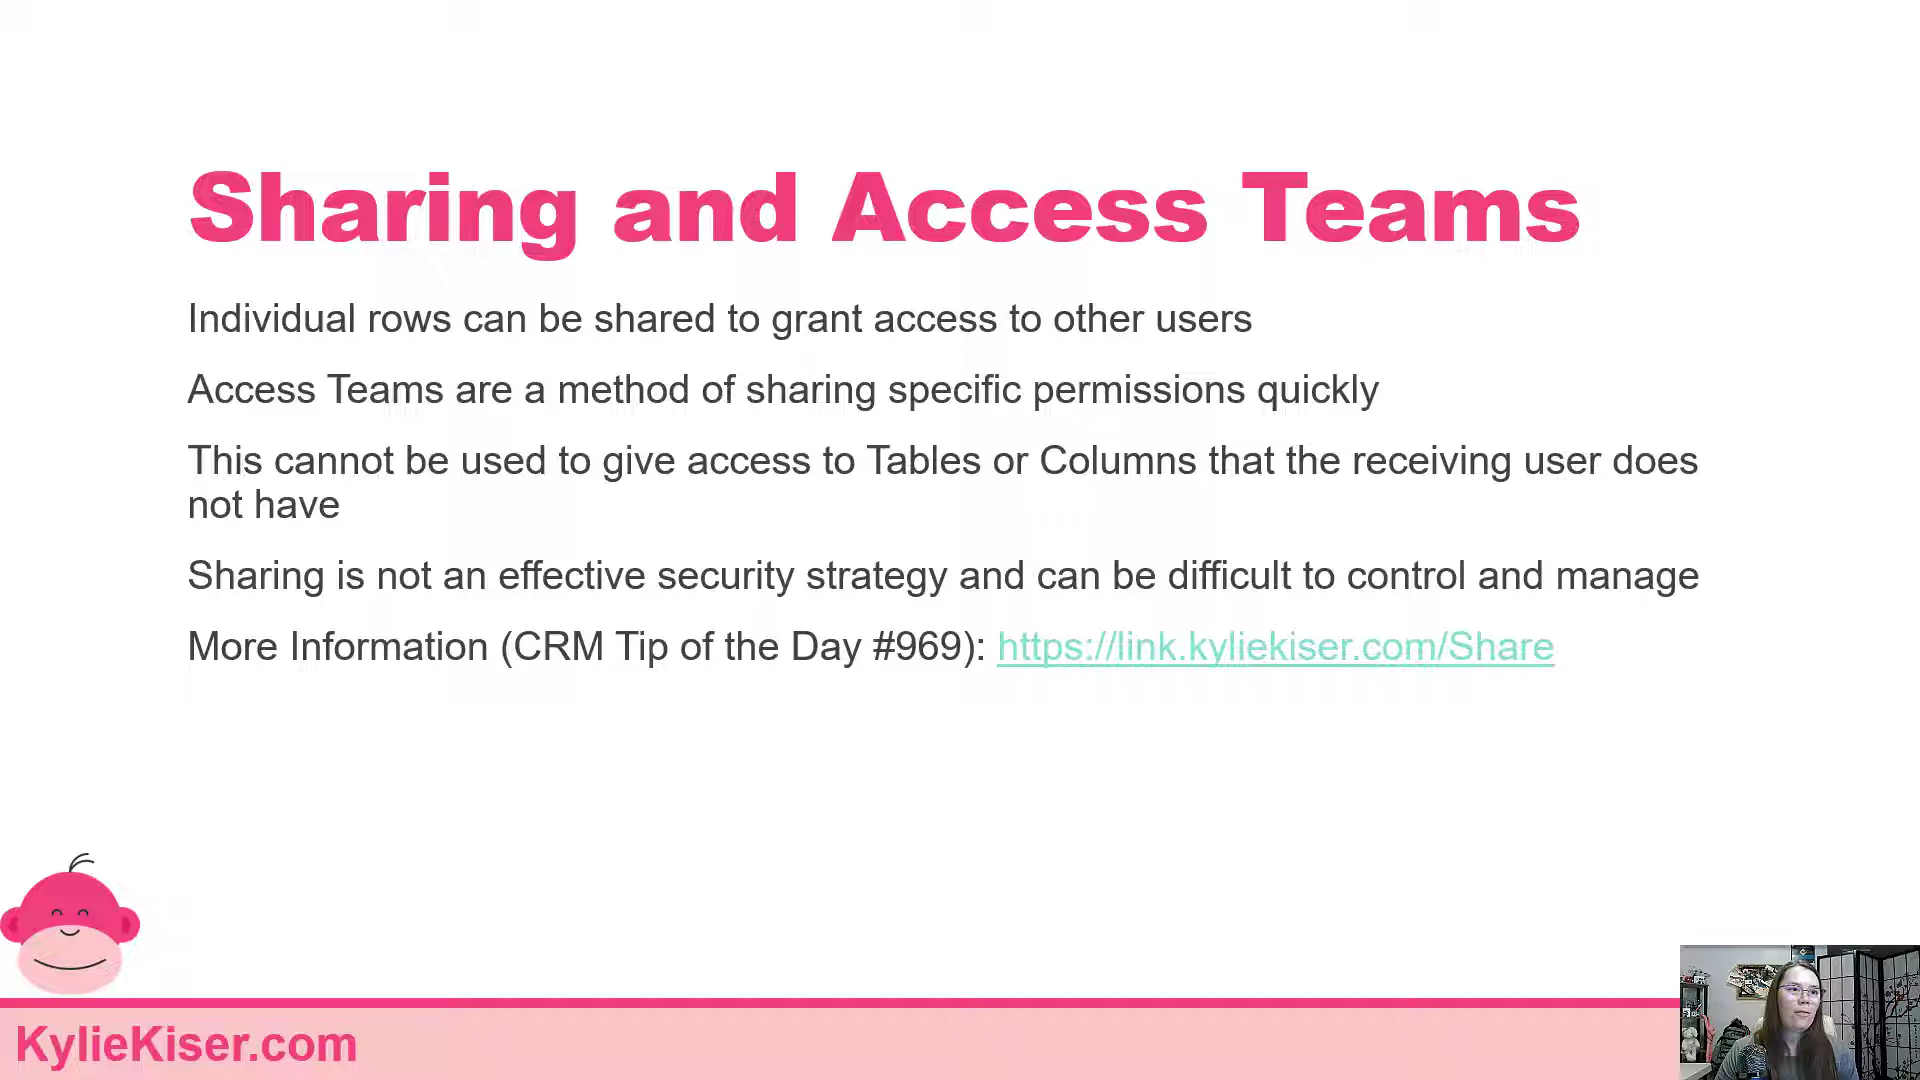 Sharing and Access Teams
Individual rows can be shared to grant access to other users
Access Teams are a method of sharing specific permissions quickly
This cannot be used to give access to Tables or Columns that the receiving user does
not have
Sharing is not an effective security strategy and can be difficult to control and manage
More Information (CRM Tip of the Day #969): https://link.kyliekiser.com/Share
KylieKiser.com